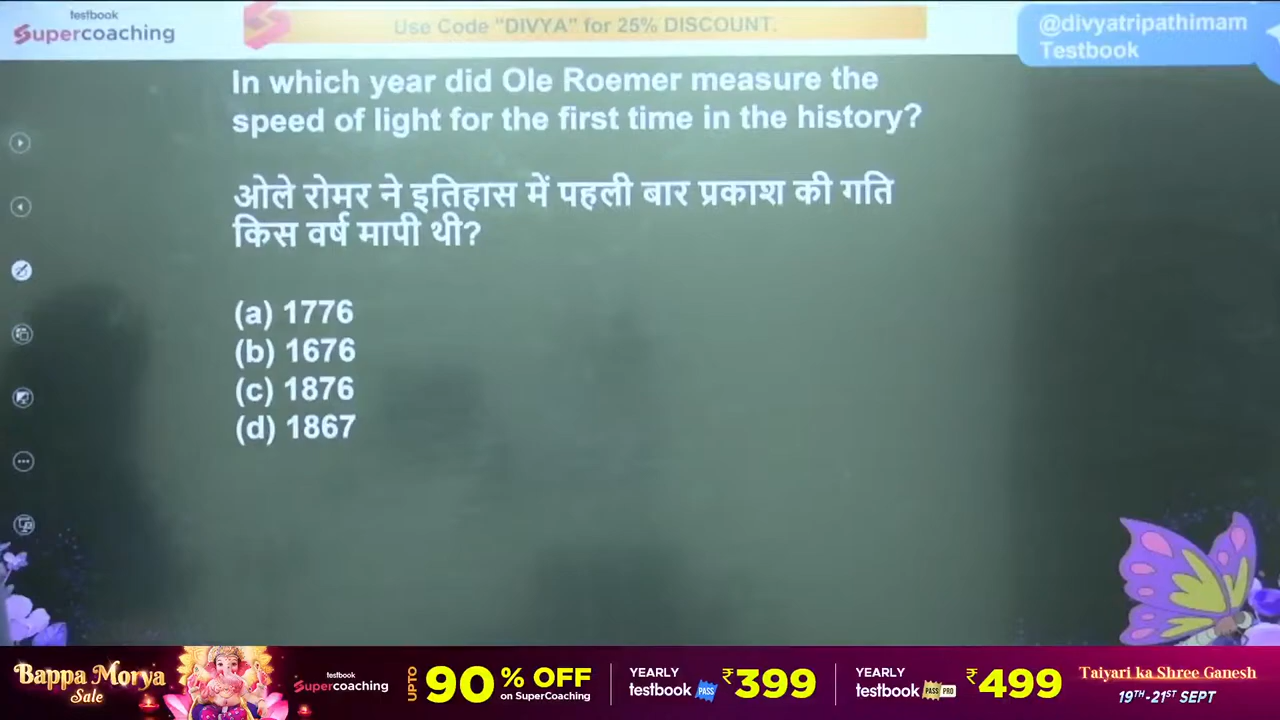 testbook
Supercoaching
Use Code "DIVYA" for 25% DISCOUNT.
@divyatripathimam
Testbook
In which year did Ole Roemer measure the
speed of light for the first time in the history?
ओले रोमर ने इतिहास में पहली बार प्रकाश की गति
किस वर्ष मापी थी?
(a) 1776
(b) 1676
(c) 1876
(d) 1867
Bappa Morya
Sale
testbook
Supercoaching
UPTO
90% OFF
on SuperCoaching
YEARLY
testbook PASS
₹399
YEARLY
testbook PASS PRO
₹499
Taiyari ka Shree Ganesh
19TH-21ST SEPT